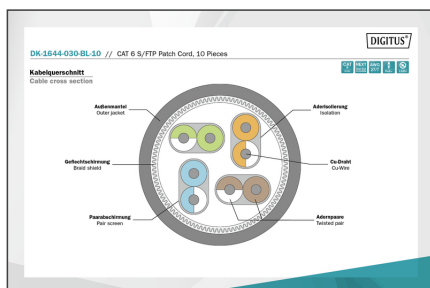 DIGITUS®
DK-1644-030-BL-10 // CAT 6 S/FTP Patch Cord, 10 Pieces
Kabelquerschnitt
Cable cross section
Außenmantel
Outer jacket
Aderisolierung
Isolation
Geflechtschirmung
Braid shield
Cu-Draht
Cu-Wire
Paarabschirmung
Pair screen
Adernpaare
Twisted pair